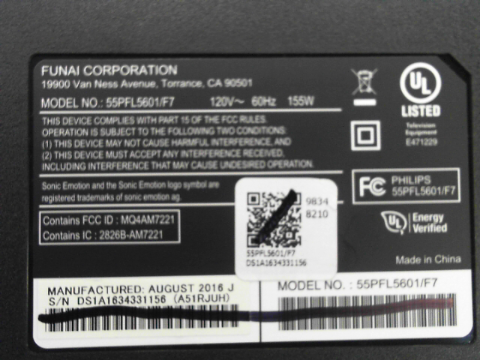 FUNAI CORPORATION
19900 Van Ness Avenue, Torrance, CA 90501
MODEL NO.: 55PFL5601/F7 120V~ 60Hz 155W
THIS DEVICE COMPLIES WITH PART 15 OF THE FCC RULES.
OPERATION IS SUBJECT TO THE FOLLOWING TWO CONDITIONS:
(1) THIS DEVICE MAY NOT CAUSE HARMFUL INTERFERENCE, AND
(2) THIS DEVICE MUST ACCEPT ANY INTERFERENCE RECEIVED,
INCLUDING INTERFERENCE THAT MAY CAUSE UNDESIRED OPERATION.
Sonic Emotion and the Sonic Emotion logo symbol are
registered trademarks of sonic emotion ag.
Contains FCC ID : MQ4AM7221
Contains IC : 2826B-AM7221
UL
LISTED
Television
Equipment
E471229
FC
PHILIPS
55PFL5601/F7
UL
Energy
Verified
Made in China
9834
8210
55PFL5601/F7
DS1A1634331156
MANUFACTURED: AUGUST 2016 J
S/N DS1A1634331156 (A51RJUH)
MODEL NO. : 55PFL5601/F7